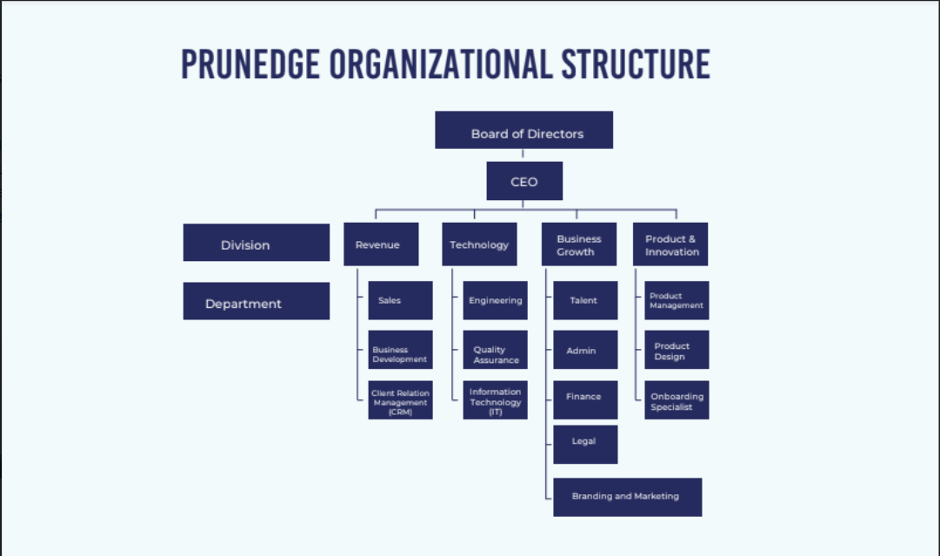 PRUNEDGE ORGANIZATIONAL STRUCTURE
Board of Directors
CEO
Division
Revenue
Technology
Business
Growth
Product &
Innovation
Department
Sales
Engineering
Talent
Product
Management
Business
Development
Quality
Assurance
Admin
Product
Design
Client Relation
Management
(CRM)
Information
Technology
(IT)
Finance
Onboarding
Specialist
Legal
Branding and Marketing